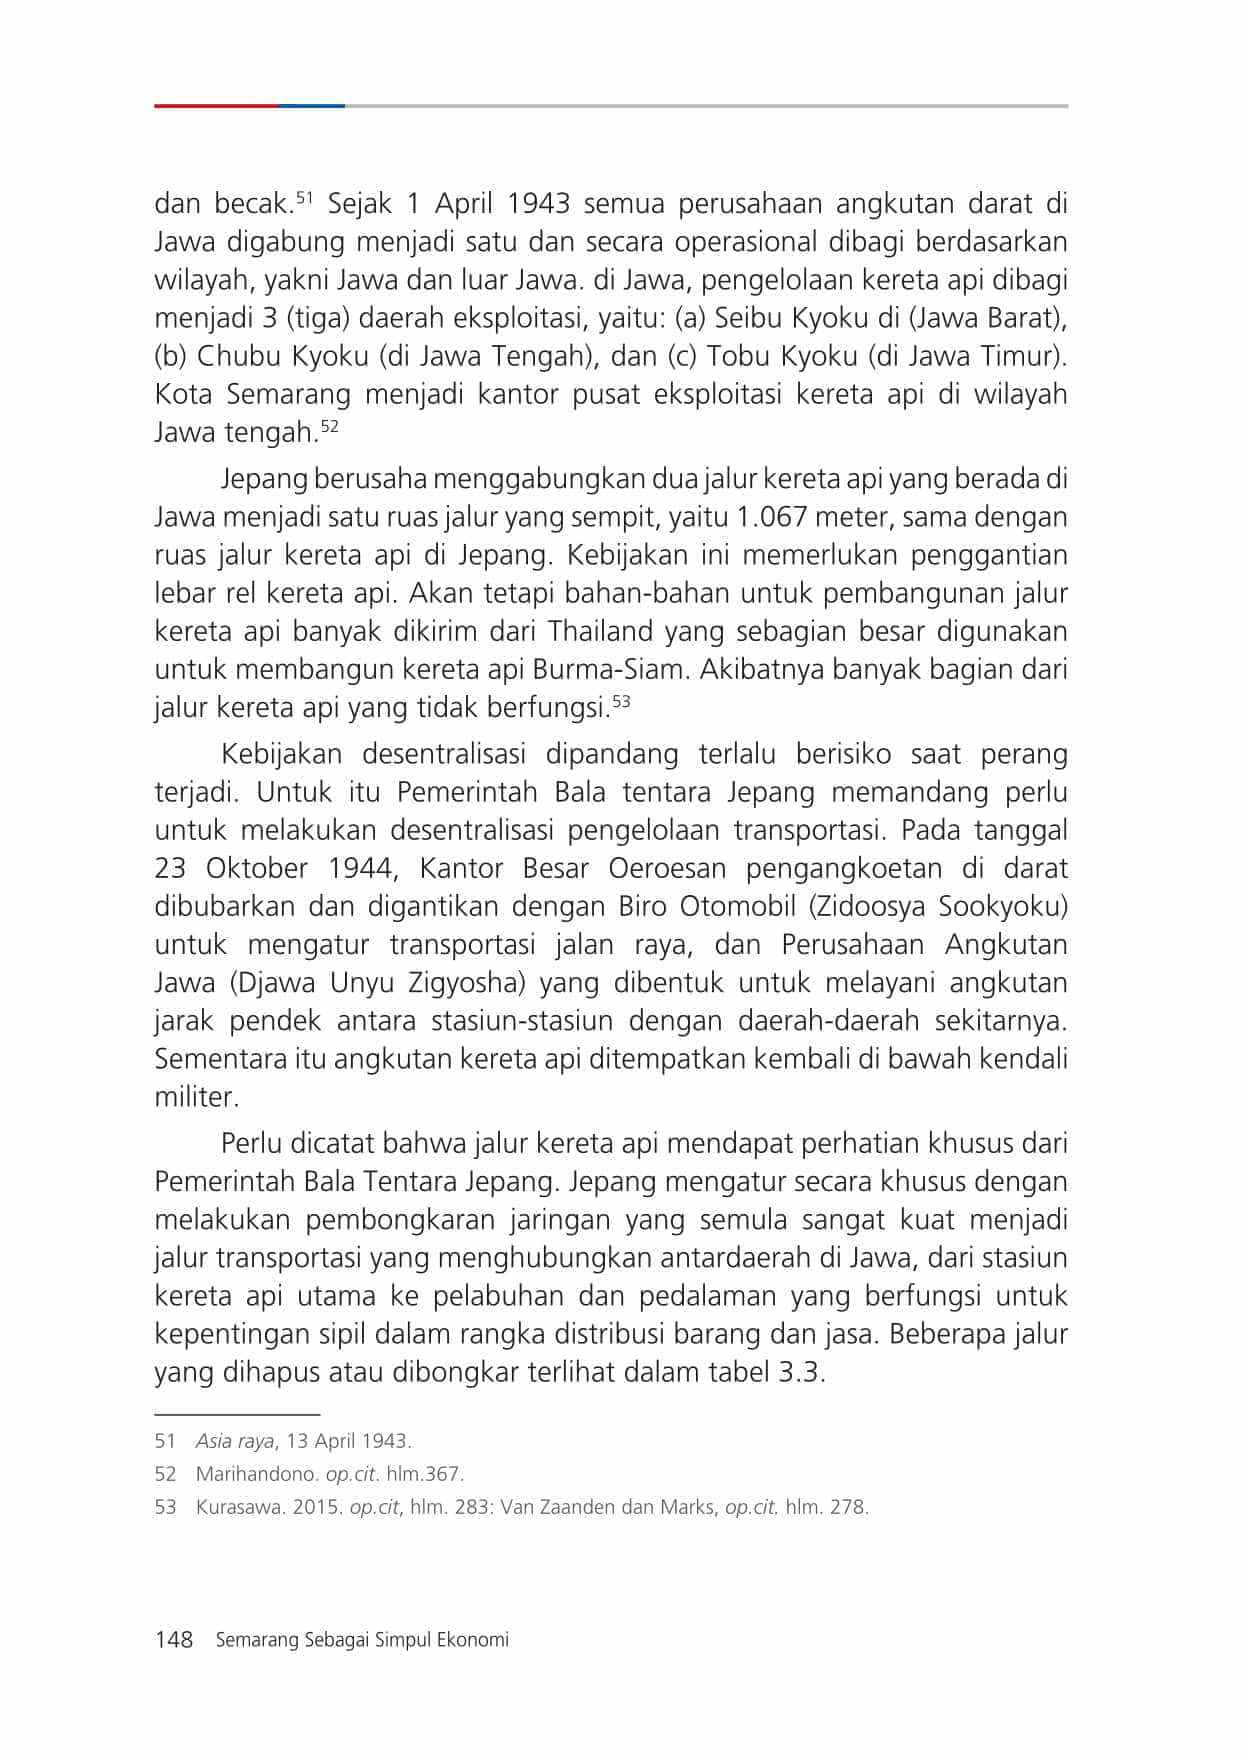 dan becak.51 Sejak 1 April 1943 semua perusahaan angkutan darat di
Jawa digabung menjadi satu dan secara operasional dibagi berdasarkan
wilayah, yakni Jawa dan luar Jawa. di Jawa, pengelolaan kereta api dibagi
menjadi 3 (tiga) daerah eksploitasi, yaitu: (a) Seibu Kyoku di (Jawa Barat),
(b) Chubu Kyoku (di Jawa Tengah), dan (c) Tobu Kyoku (di Jawa Timur).
Kota Semarang menjadi kantor pusat eksploitasi kereta api di wilayah
Jawa tengah.52
Jepang berusaha menggabungkan dua jalur kereta api yang berada di
Jawa menjadi satu ruas jalur yang sempit, yaitu 1.067 meter, sama dengan
ruas jalur kereta api di Jepang. Kebijakan ini memerlukan penggantian
lebar rel kereta api. Akan tetapi bahan-bahan untuk pembangunan jalur
kereta api banyak dikirim dari Thailand yang sebagian besar digunakan
untuk membangun kereta api Burma-Siam. Akibatnya banyak bagian dari
jalur kereta api yang tidak berfungsi.53
Kebijakan desentralisasi dipandang terlalu berisiko saat perang
terjadi. Untuk itu Pemerintah Bala tentara Jepang memandang perlu
untuk melakukan desentralisasi pengelolaan transportasi. Pada tanggal
23 Oktober 1944, Kantor Besar Oeroesan pengangkoetan di darat
dibubarkan dan digantikan dengan Biro Otomobil (Zidoosya Sookyoku)
untuk mengatur transportasi jalan raya, dan Perusahaan Angkutan
Jawa (Djawa Unyu Zigyosha) yang dibentuk untuk melayani angkutan
jarak pendek antara stasiun-stasiun dengan daerah-daerah sekitarnya.
Sementara itu angkutan kereta api ditempatkan kembali di bawah kendali
militer.
Perlu dicatat bahwa jalur kereta api mendapat perhatian khusus dari
Pemerintah Bala Tentara Jepang. Jepang mengatur secara khusus dengan
melakukan pembongkaran jaringan yang semula sangat kuat menjadi
jalur transportasi yang menghubungkan antardaerah di Jawa, dari stasiun
kereta api utama ke pelabuhan dan pedalaman yang berfungsi untuk
kepentingan sipil dalam rangka distribusi barang dan jasa. Beberapa jalur
yang dihapus atau dibongkar terlihat dalam tabel 3.3.
51 Asia raya, 13 April 1943.
52 Marihandono. op.cit. hlm.367.
53 Kurasawa. 2015. op.cit, hlm. 283: Van Zaanden dan Marks, op.cit. hlm. 278.
148 Semarang Sebagai Simpul Ekonomi